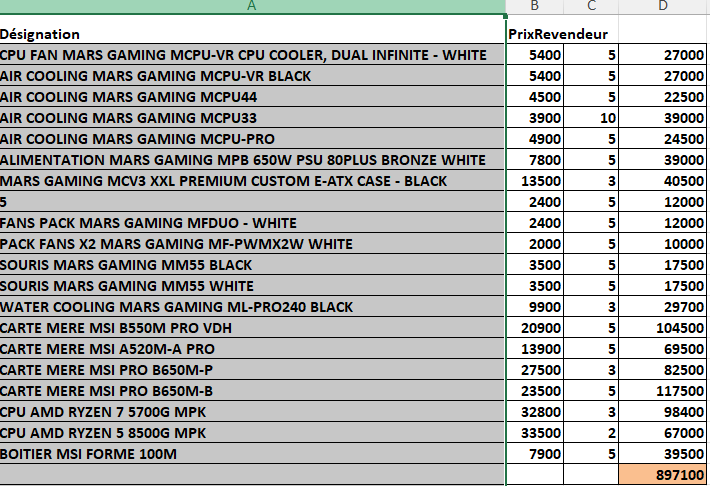 A B C D
Désignation PrixRevendeur
CPU FAN MARS GAMING MCPU-VR CPU COOLER, DUAL INFINITE - WHITE 5400 5 27000
AIR COOLING MARS GAMING MCPU-VR BLACK 5400 5 27000
AIR COOLING MARS GAMING MCPU44 4500 5 22500
AIR COOLING MARS GAMING MCPU33 3900 10 39000
AIR COOLING MARS GAMING MCPU-PRO 4900 5 24500
ALIMENTATION MARS GAMING MPB 650W PSU 80PLUS BRONZE WHITE 7800 5 39000
MARS GAMING MCV3 XXL PREMIUM CUSTOM E-ATX CASE - BLACK 13500 3 40500
5 2400 5 12000
FANS PACK MARS GAMING MFDUO - WHITE 2400 5 12000
PACK FANS X2 MARS GAMING MF-PWMX2W WHITE 2000 5 10000
SOURIS MARS GAMING MM55 BLACK 3500 5 17500
SOURIS MARS GAMING MM55 WHITE 3500 5 17500
WATER COOLING MARS GAMING ML-PRO240 BLACK 9900 3 29700
CARTE MERE MSI B550M PRO VDH 20900 5 104500
CARTE MERE MSI A520M-A PRO 13900 5 69500
CARTE MERE MSI PRO B650M-P 27500 3 82500
CARTE MERE MSI PRO B650M-B 23500 5 117500
CPU AMD RYZEN 7 5700G MPK 32800 3 98400
CPU AMD RYZEN 5 8500G MPK 33500 2 67000
BOITIER MSI FORME 100M 7900 5 39500
897100